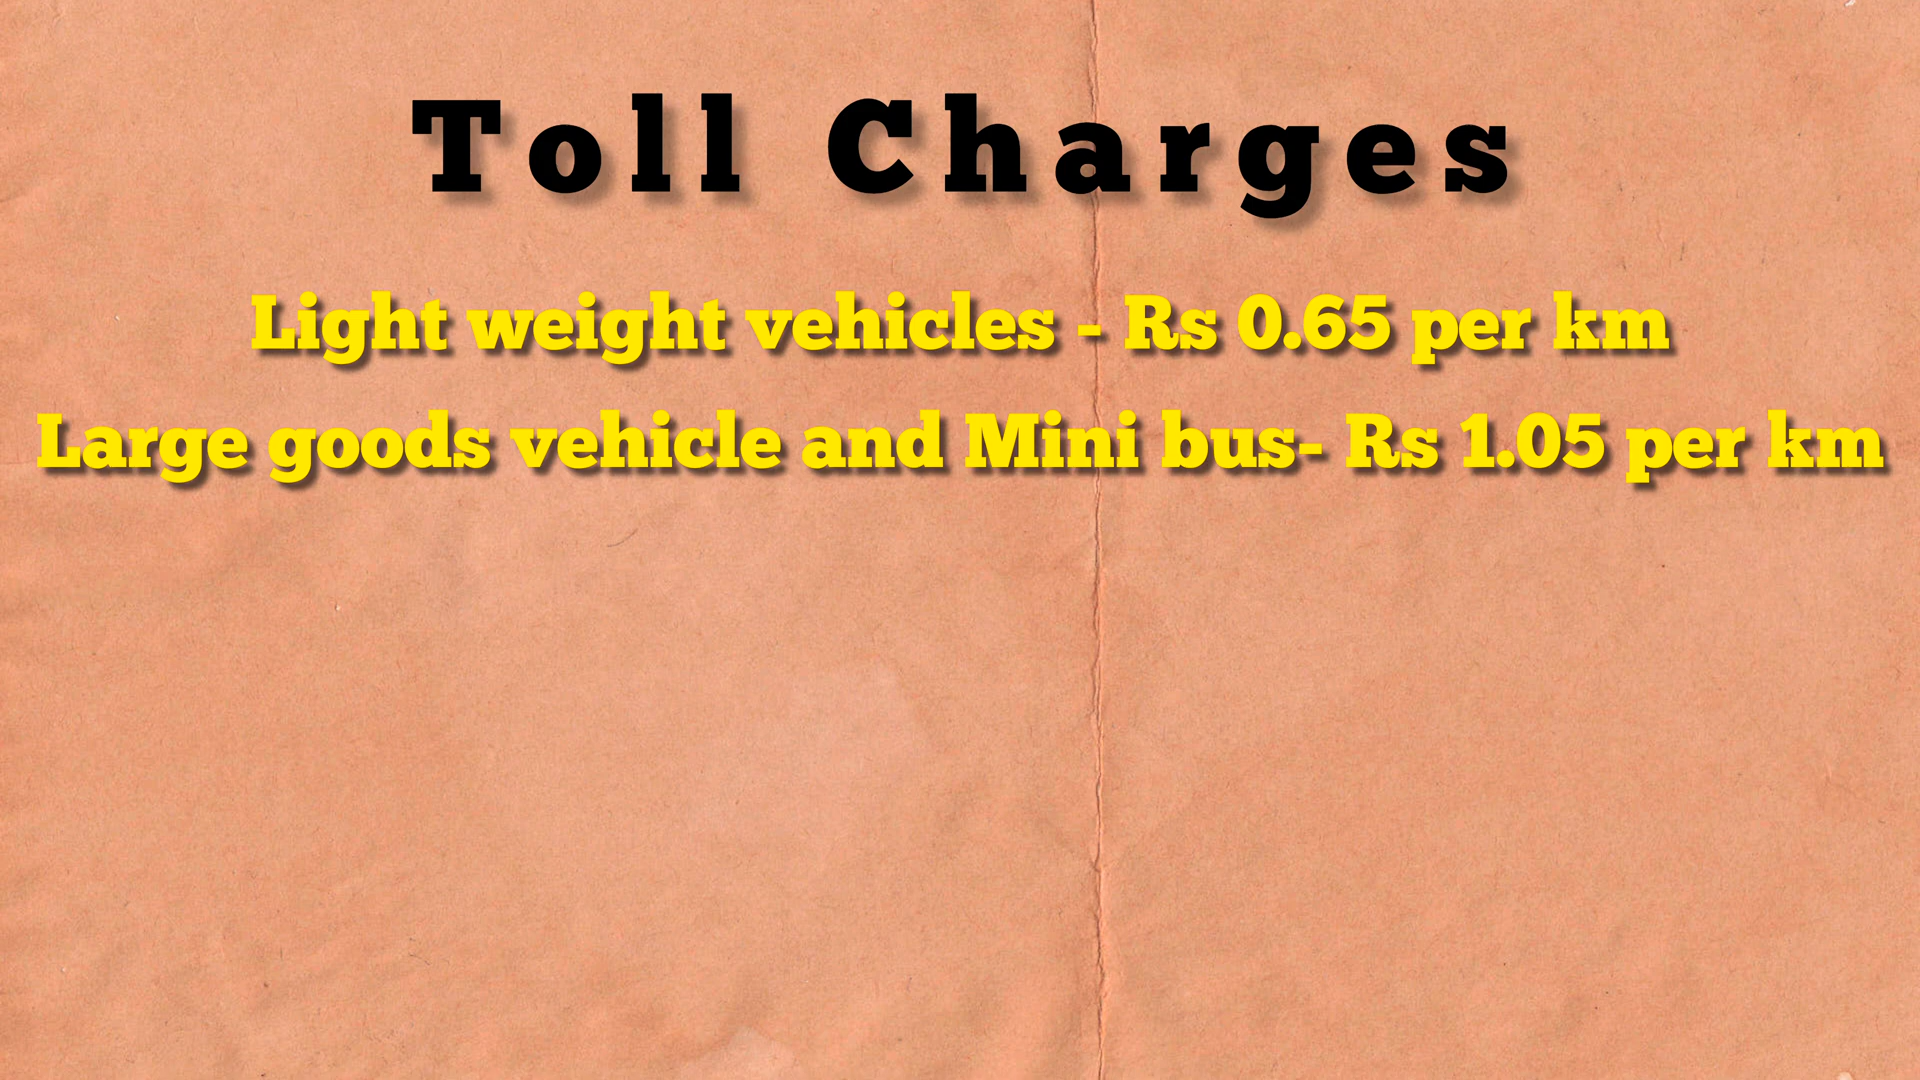 Toll Charges
Light weight vehicles - Rs 0.65 per km
Large goods vehicle and Mini bus- Rs 1.05 per km